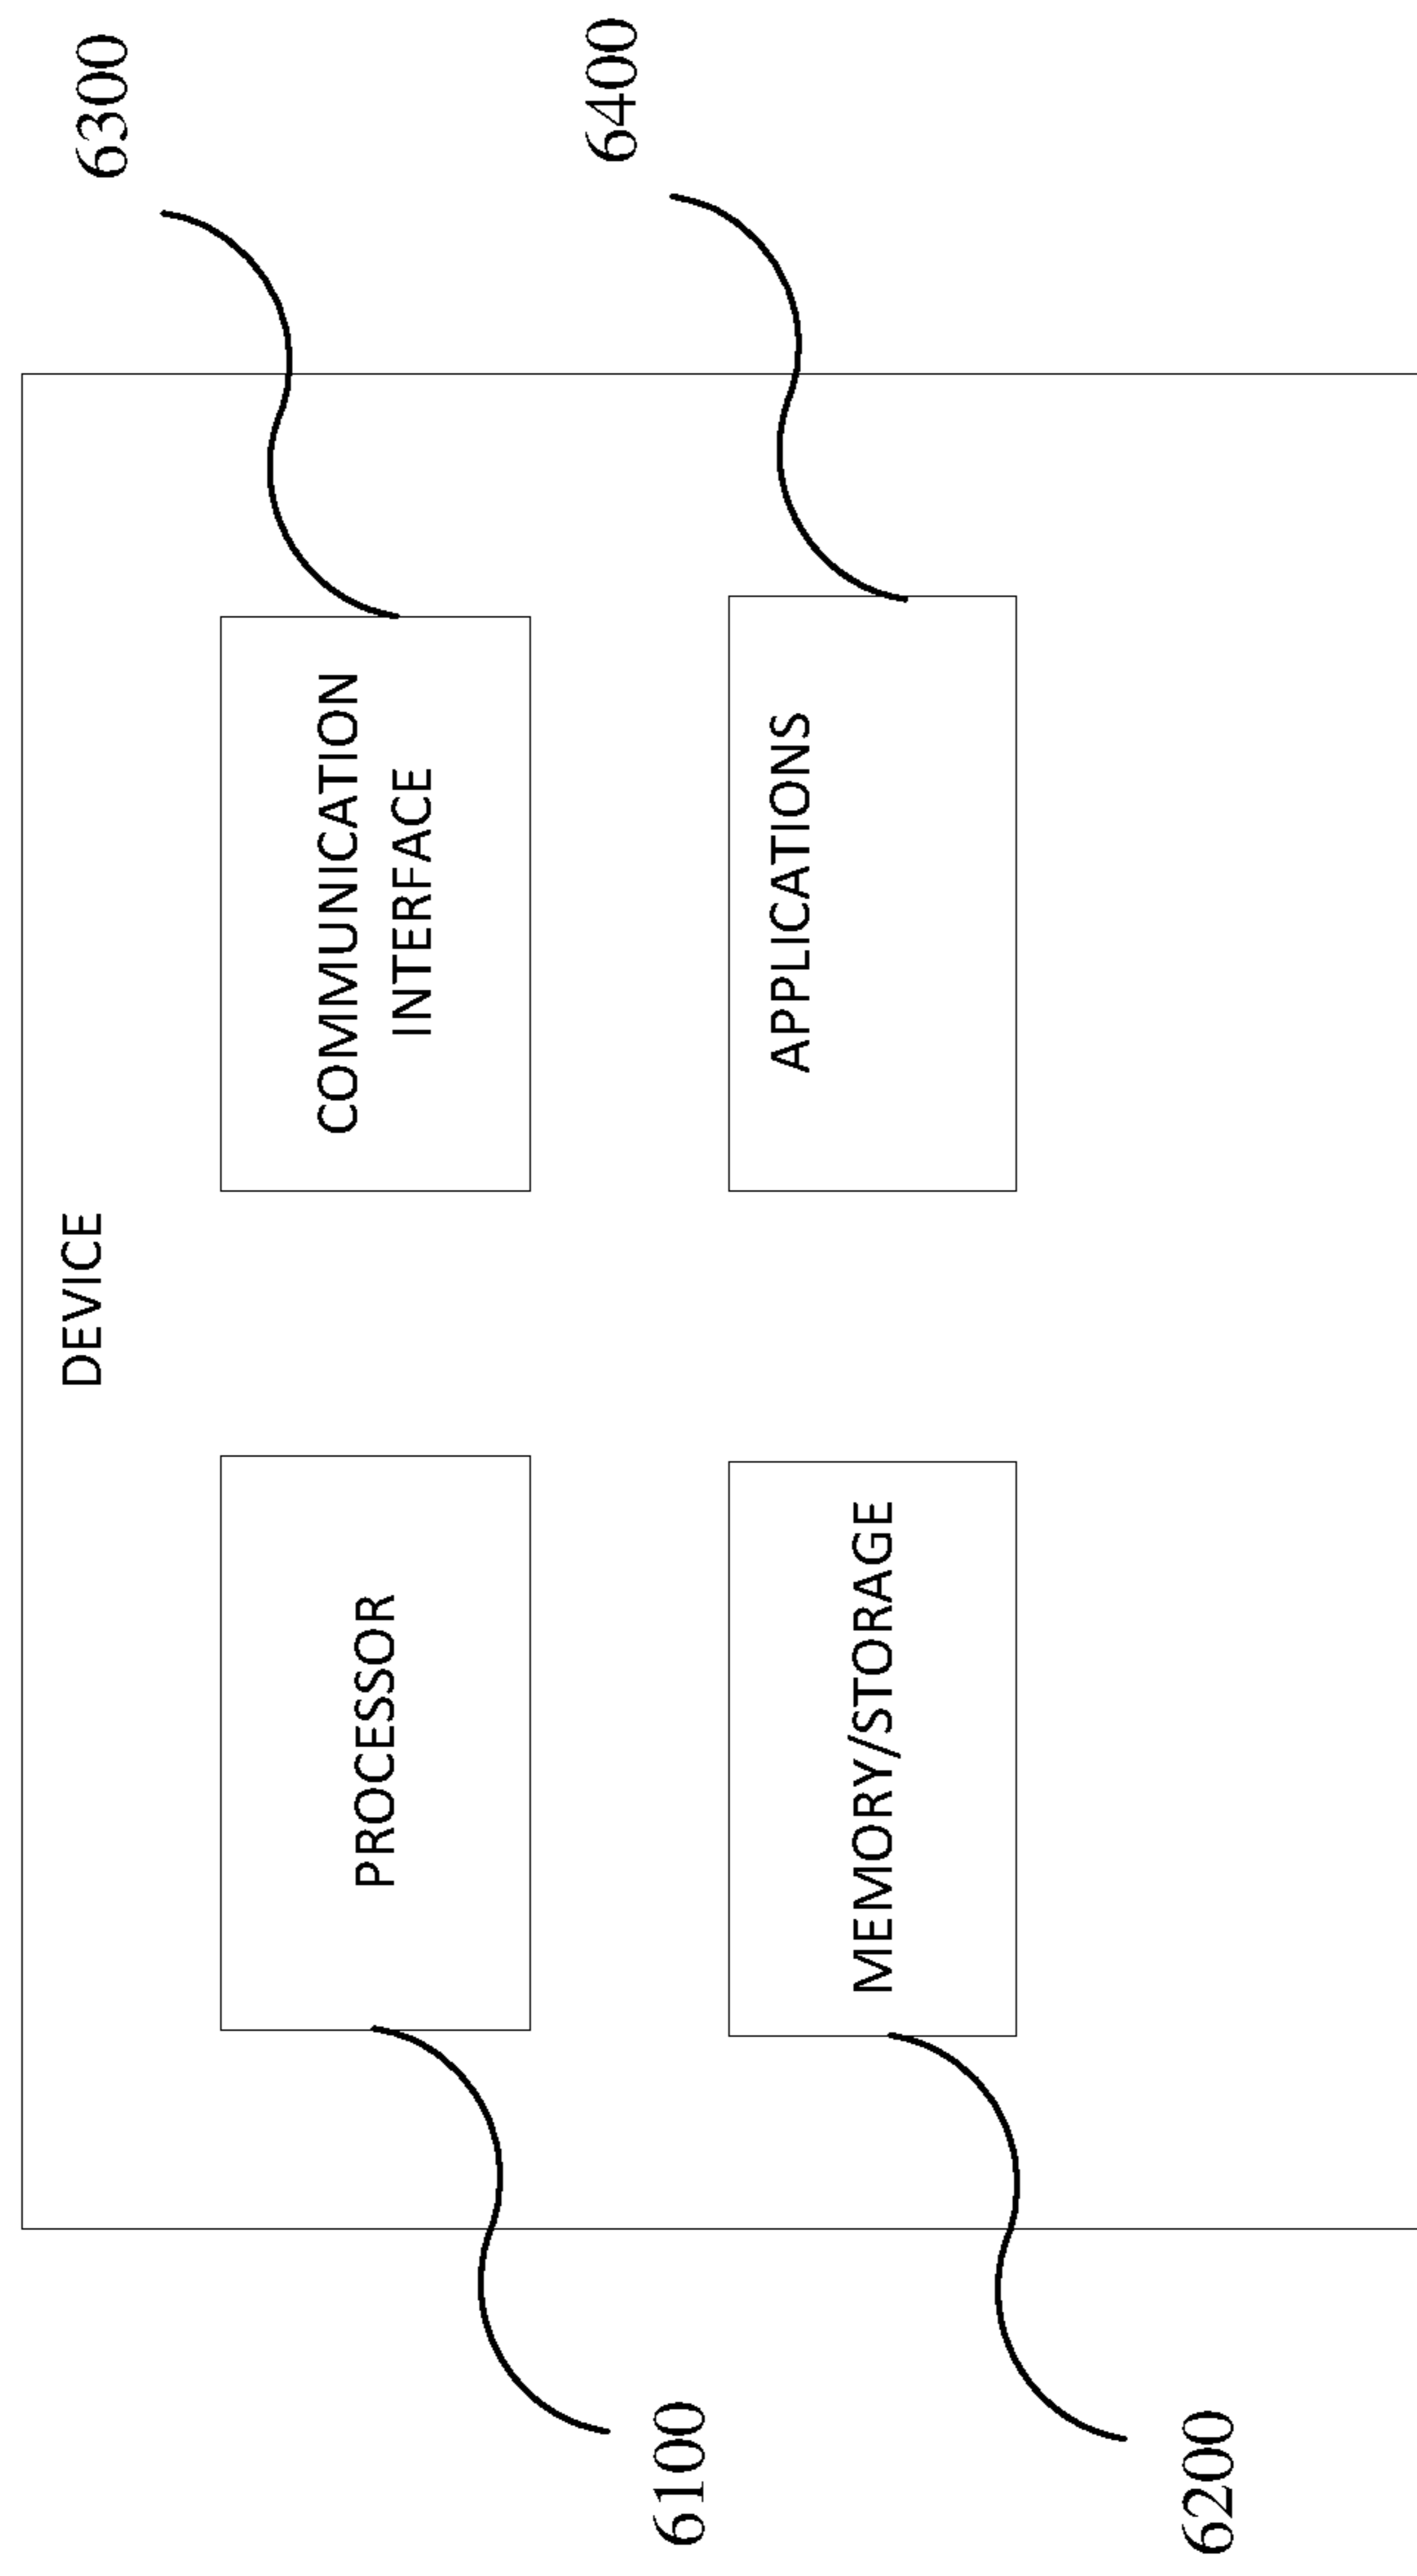 DEVICE
PROCESSOR
COMMUNICATION
INTERFACE
6300
6100
MEMORY/STORAGE
APPLICATIONS
6400
6200